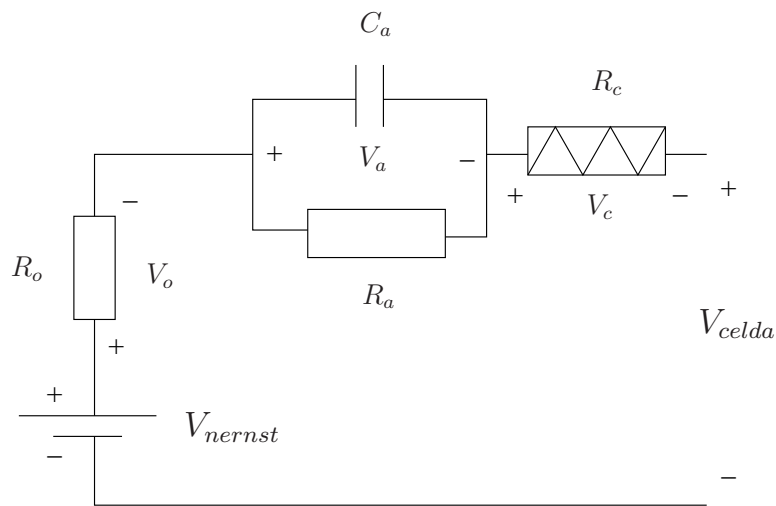 C_a
R_c
+ V_a −
−
+ V_c − +
R_o V_o
R_a
+
V_celda
+
V_nernst
−
−